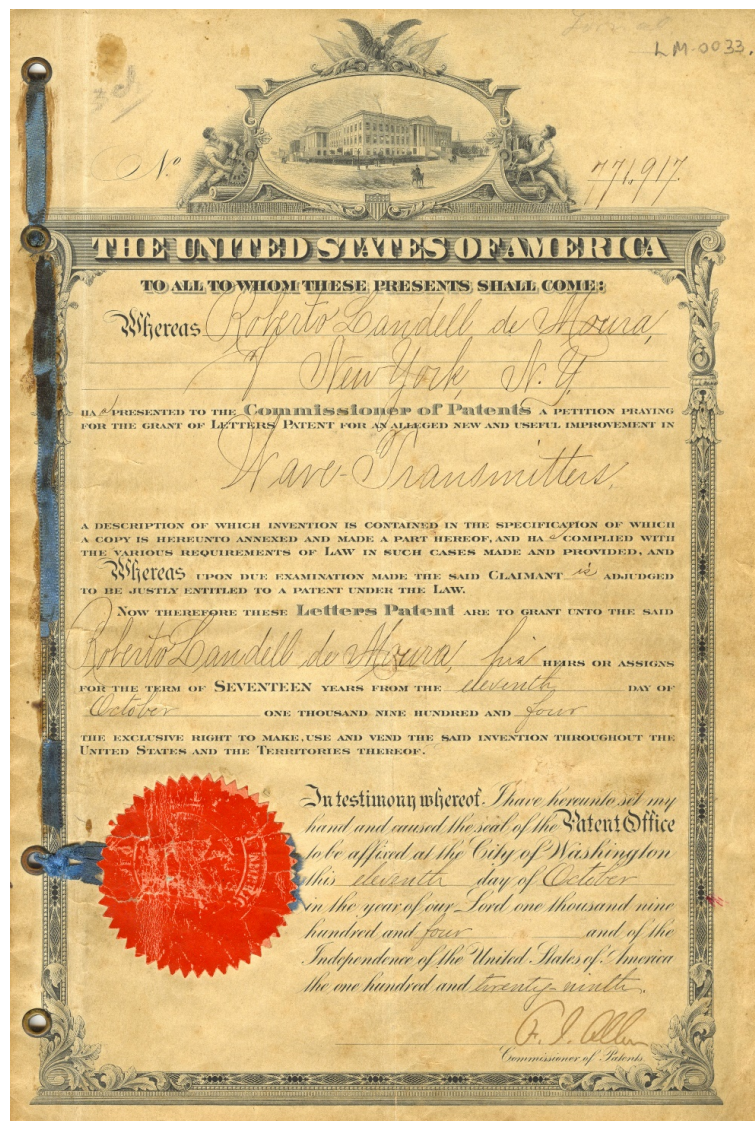 LM-0033.
No 771,917.
THE UNITED STATES OF AMERICA
TO ALL TO WHOM THESE PRESENTS SHALL COME:
Whereas Roberto Landell de Moura,
of
New York, N.Y.
HAs PRESENTED TO THE Commissioner of Patents A PETITION PRAYING
FOR THE GRANT OF LETTERS PATENT FOR AN ALLEGED NEW AND USEFUL IMPROVEMENT IN
Wave-Transmitters,
A DESCRIPTION OF WHICH INVENTION IS CONTAINED IN THE SPECIFICATION OF WHICH
A COPY IS HEREUNTO ANNEXED AND MADE A PART HEREOF, AND HAs COMPLIED WITH
THE VARIOUS REQUIREMENTS OF LAW IN SUCH CASES MADE AND PROVIDED, AND
Whereas UPON DUE EXAMINATION MADE THE SAID CLAIMANT is ADJUDGED
TO BE JUSTLY ENTITLED TO A PATENT UNDER THE LAW.
NOW THEREFORE THESE Letters Patent ARE TO GRANT UNTO THE SAID
Roberto Landell de Moura, his HEIRS OR ASSIGNS
FOR THE TERM OF SEVENTEEN YEARS FROM THE eleventh DAY OF
October ONE THOUSAND NINE HUNDRED AND four
THE EXCLUSIVE RIGHT TO MAKE, USE AND VEND THE SAID INVENTION THROUGHOUT THE
UNITED STATES AND THE TERRITORIES THEREOF.
In testimony whereof I have hereunto set my
hand and caused the seal of the Patent Office
to be affixed at the City of Washington
this eleventh day of October
in the year of our Lord one thousand nine
hundred and four and of the
Independence of the United States of America
the one hundred and twenty-ninth.
F. I. Allen
Commissioner of Patents